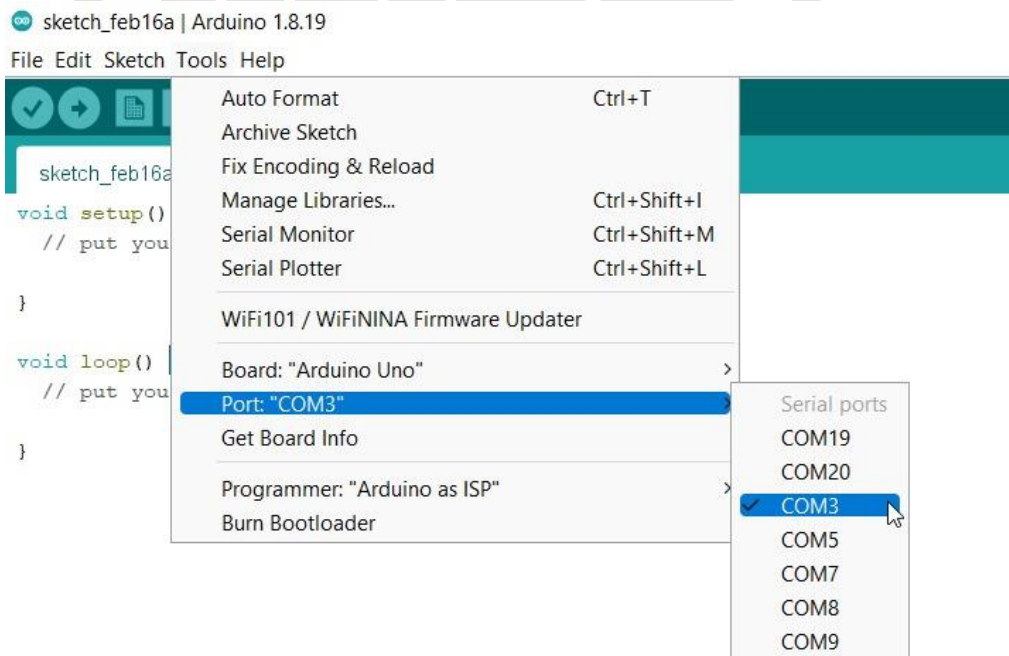 sketch_feb16a | Arduino 1.8.19
File Edit Sketch Tools Help
sketch_feb16a
void setup()
// put you
}
void loop()
// put you
}
Auto Format Ctrl+T
Archive Sketch
Fix Encoding & Reload
Manage Libraries... Ctrl+Shift+I
Serial Monitor Ctrl+Shift+M
Serial Plotter Ctrl+Shift+L
WiFi101 / WiFiNINA Firmware Updater
Board: "Arduino Uno"
Port: "COM3"
Get Board Info
Programmer: "Arduino as ISP"
Burn Bootloader
Serial ports
COM19
COM20
COM3
COM5
COM7
COM8
COM9